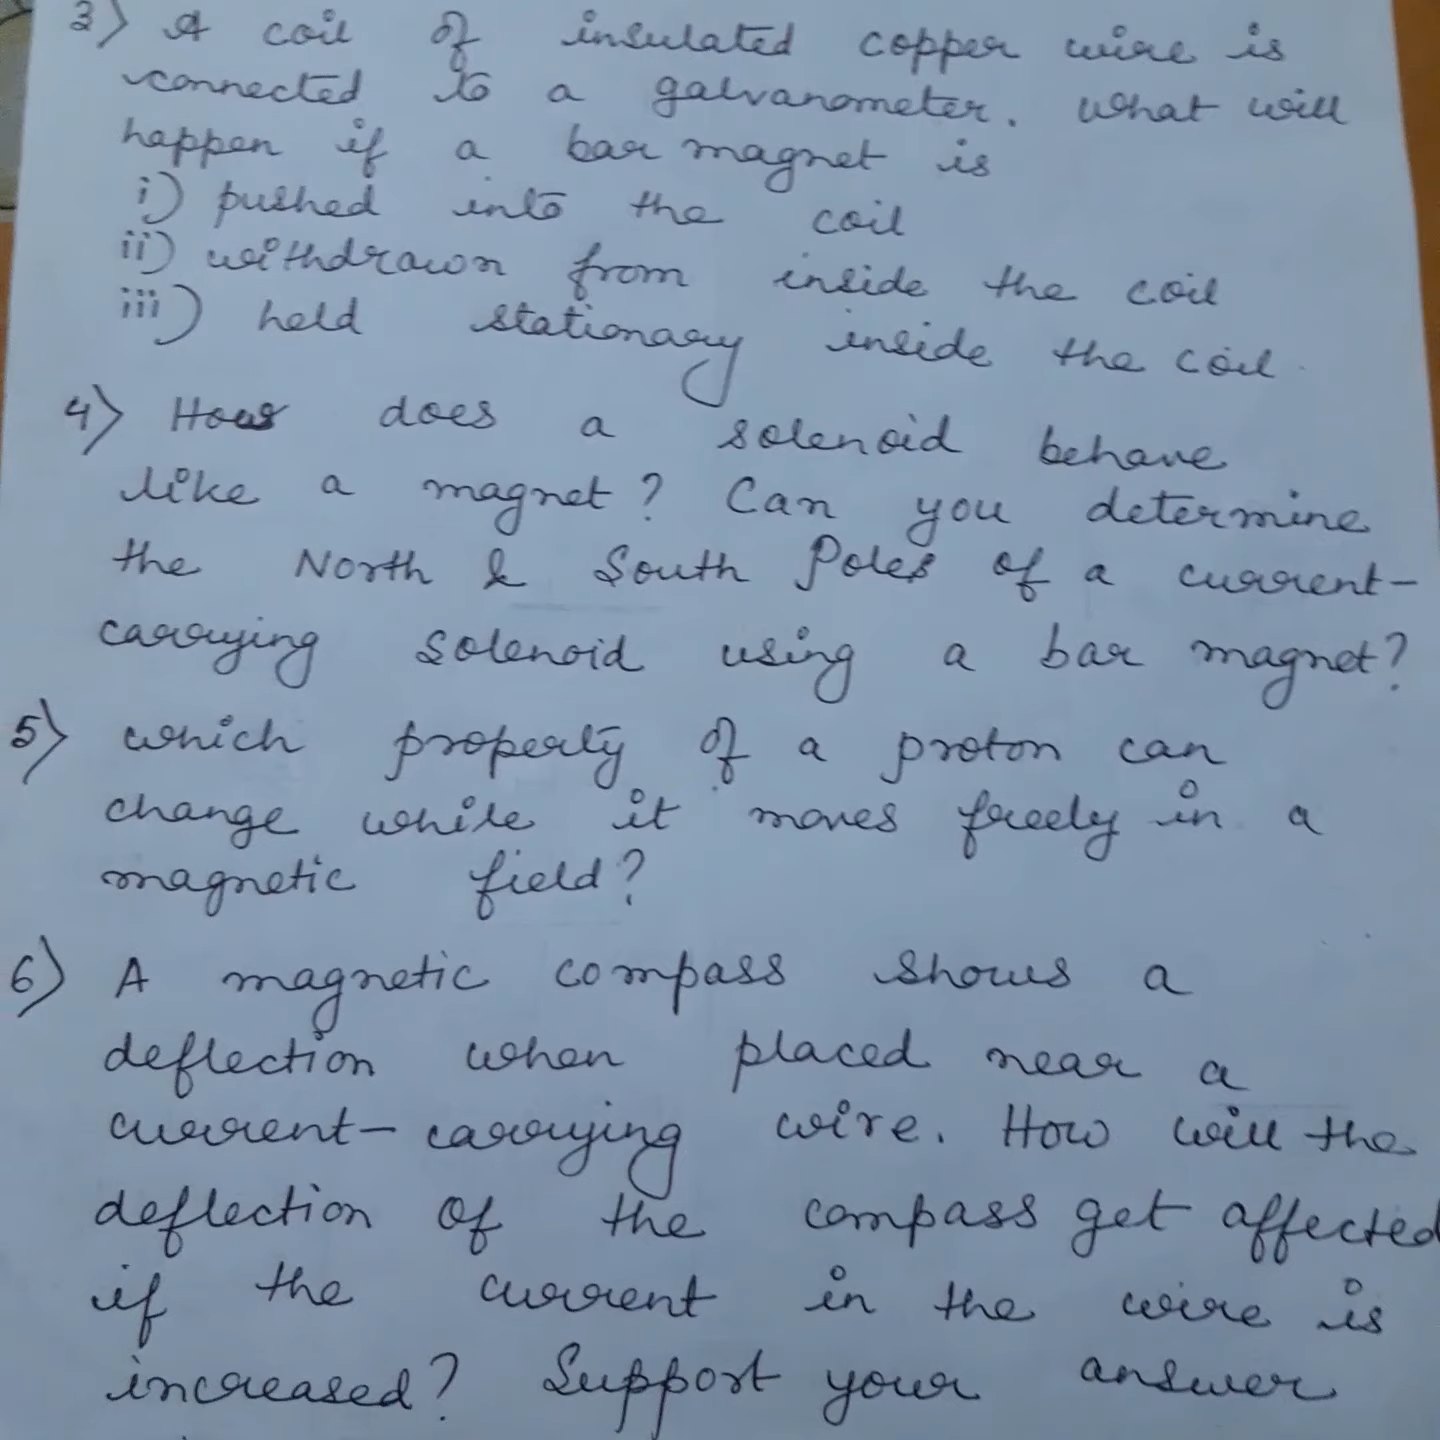 3) A coil of insulated copper wire is
connected to a galvanometer. What will
happen if a bar magnet is
i) pushed into the coil
ii) withdrawn from inside the coil
iii) held stationary inside the coil.
4) How does a solenoid behave
like a magnet? Can you determine
the North & South Poles of a current-
carrying solenoid using a bar magnet?
5) which property of a proton can
change while it moves freely in a
magnetic field?
6) A magnetic compass shows a
deflection when placed near a
current-carrying wire. How will the
deflection of the compass get affected
if the current in the wire is
increased? Support your answer